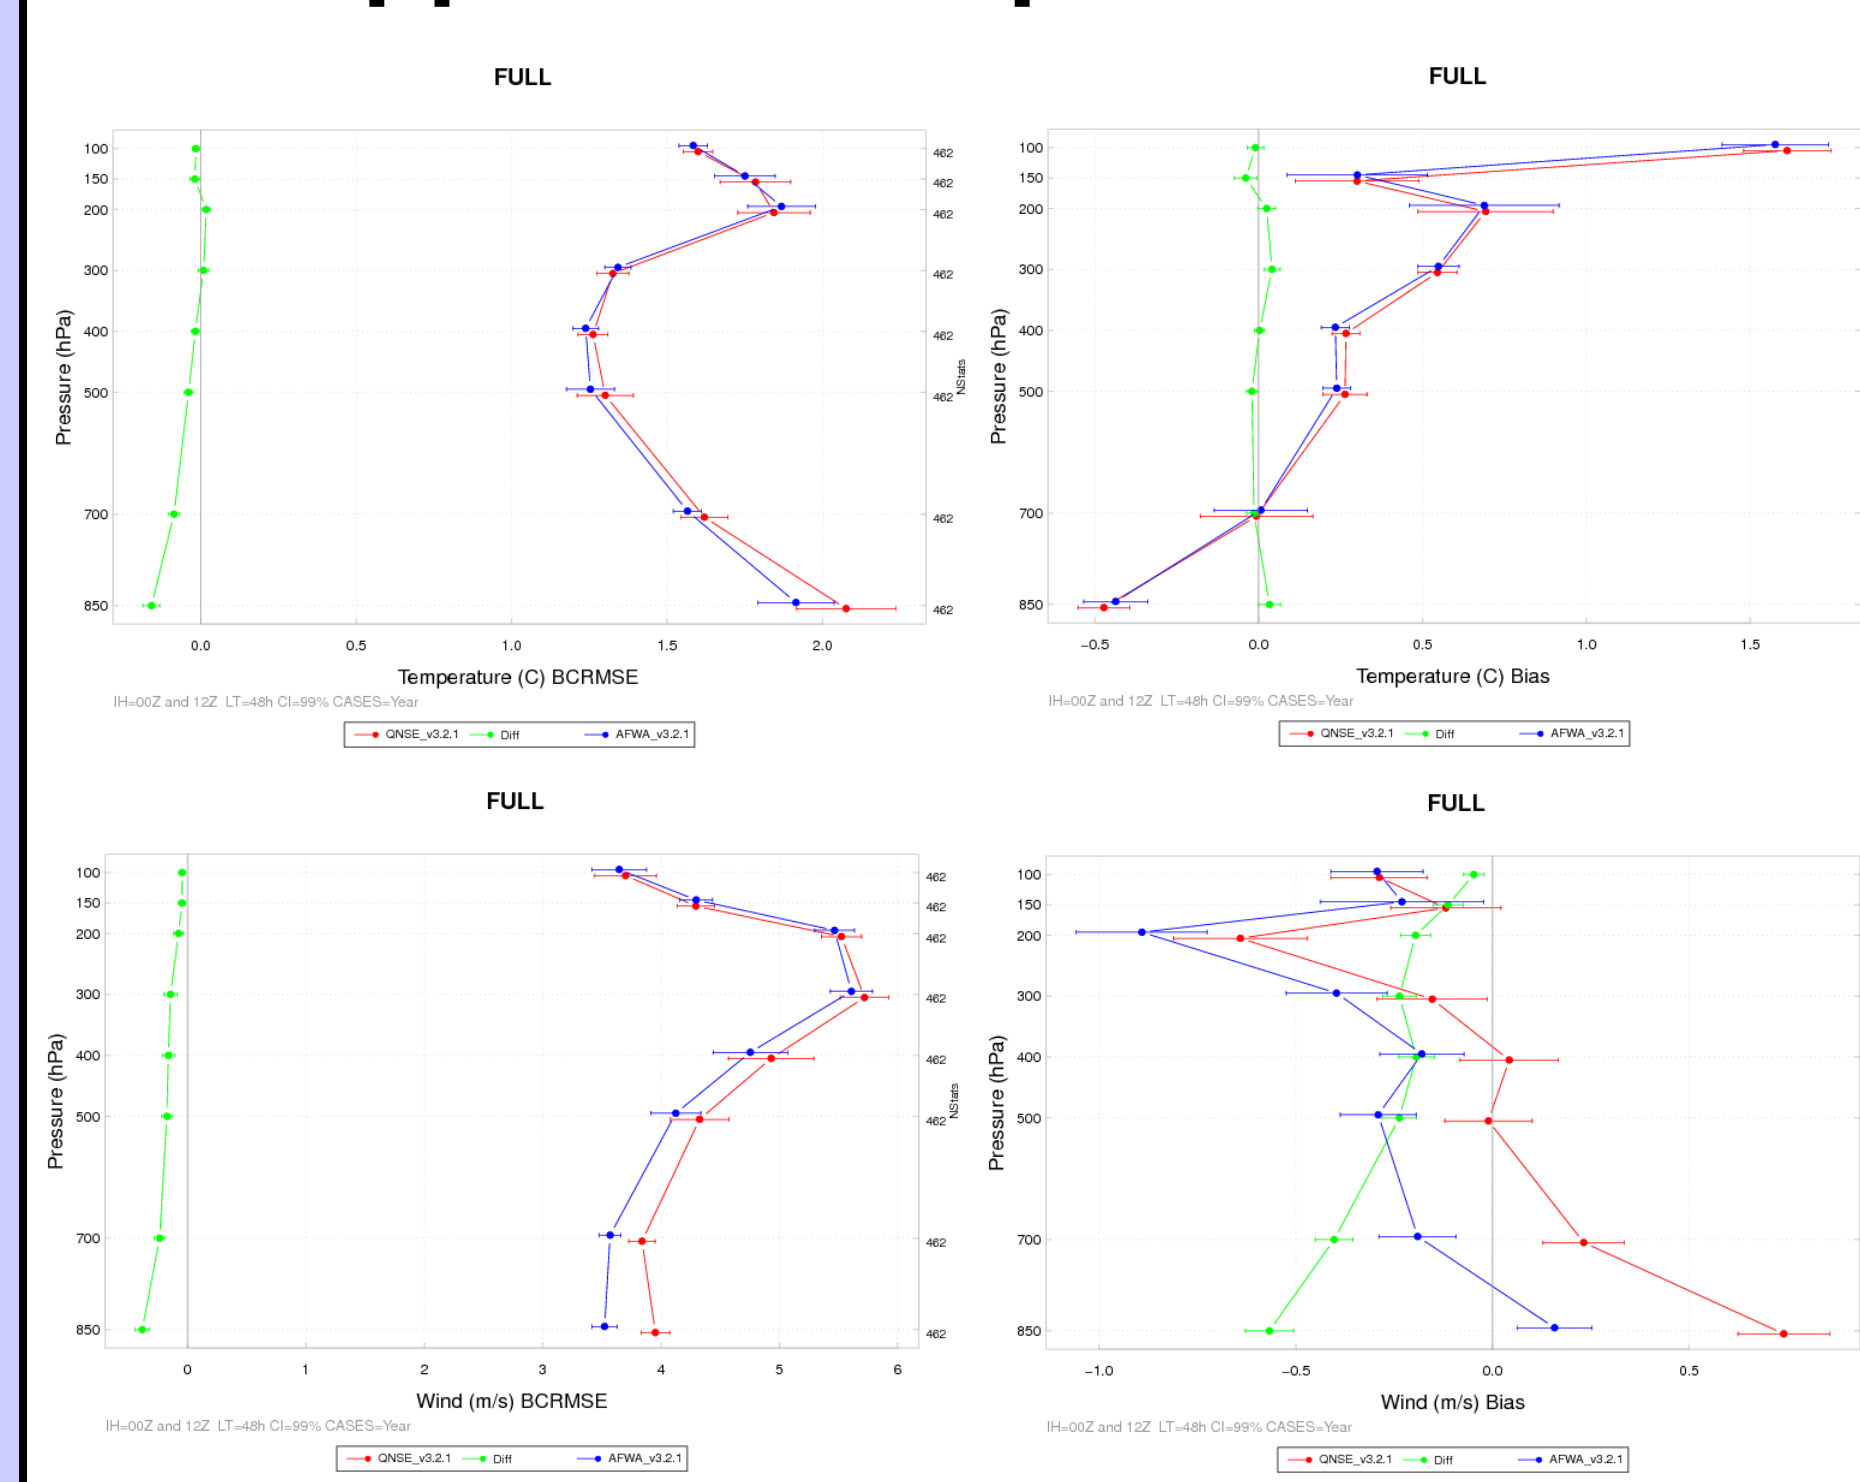 FULL
100
150
200
300
400
500
700
850
Pressure (hPa)
462
462
462
462
462
462
462
462
NStats
0.0 0.5 1.0 1.5 2.0
Temperature (C) BCRMSE
IH=00Z and 12Z LT=48h CI=99% CASES=Year
QNSE_v3.2.1 Diff AFWA_v3.2.1
FULL
100
150
200
300
400
500
700
850
Pressure (hPa)
−0.5 0.0 0.5 1.0 1.5
Temperature (C) Bias
IH=00Z and 12Z LT=48h CI=99% CASES=Year
QNSE_v3.2.1 Diff AFWA_v3.2.1
FULL
100
150
200
300
400
500
700
850
Pressure (hPa)
462
462
462
462
462
462
462
462
NStats
0 1 2 3 4 5 6
Wind (m/s) BCRMSE
IH=00Z and 12Z LT=48h CI=99% CASES=Year
QNSE_v3.2.1 Diff AFWA_v3.2.1
FULL
100
150
200
300
400
500
700
850
Pressure (hPa)
−1.0 −0.5 0.0 0.5
Wind (m/s) Bias
IH=00Z and 12Z LT=48h CI=99% CASES=Year
QNSE_v3.2.1 Diff AFWA_v3.2.1